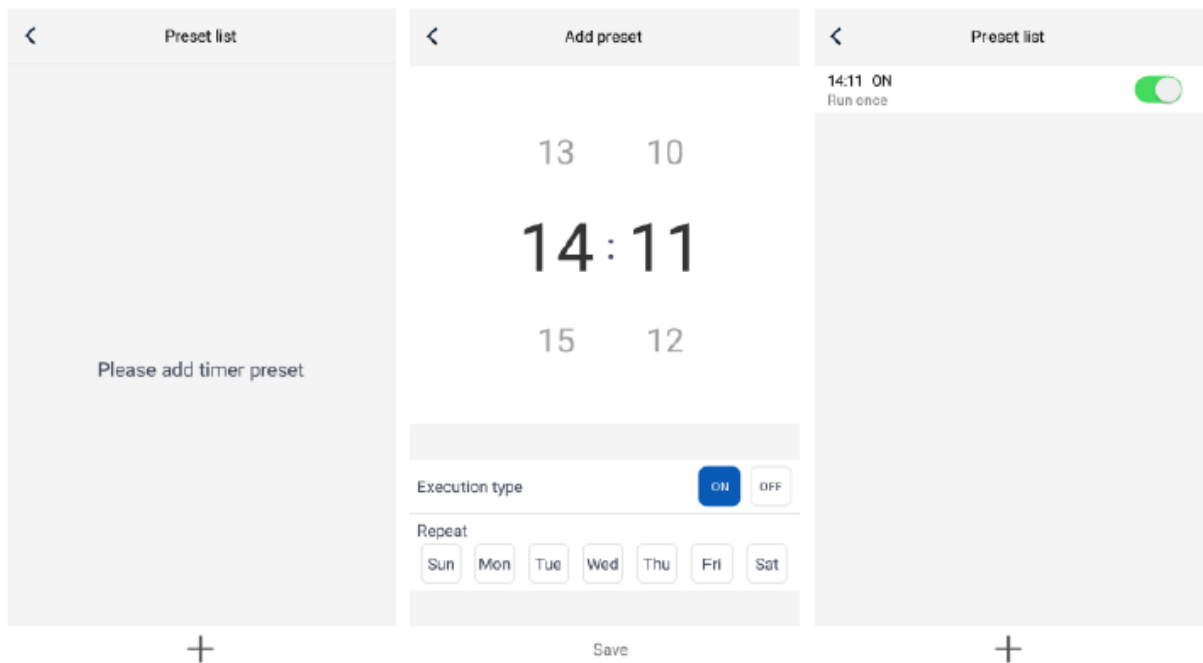 Preset list
Please add timer preset
Add preset
13 10
14 : 11
15 12
Execution type ON OFF
Repeat
Sun Mon Tue Wed Thu Fri Sat
Save
Preset list
14:11 ON
Run once